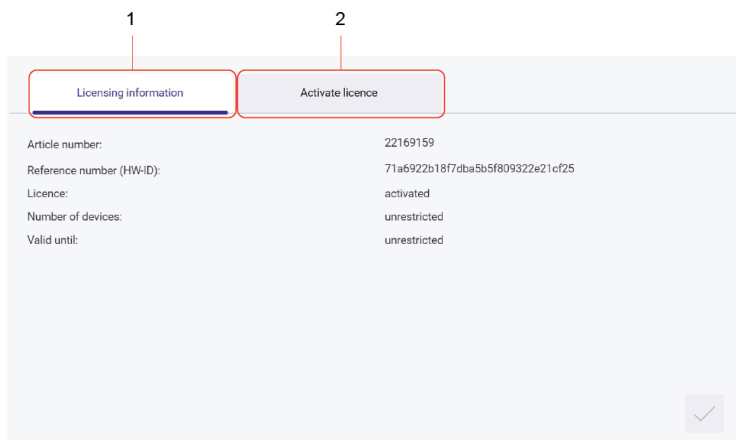 1 2
Licensing information Activate licence
Article number: 22169159
Reference number (HW-ID): 71a6922b18f7dba5b5f809322e21cf25
Licence: activated
Number of devices: unrestricted
Valid until: unrestricted